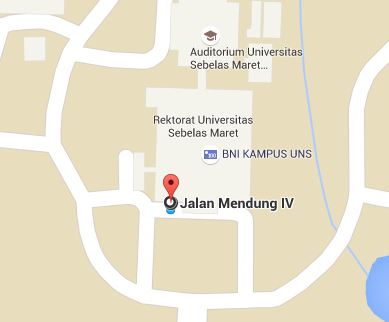 Auditorium Universitas
Sebelas Maret...
Rektorat Universitas
Sebelas Maret
BNI KAMPUS UNS
Jalan Mendung IV